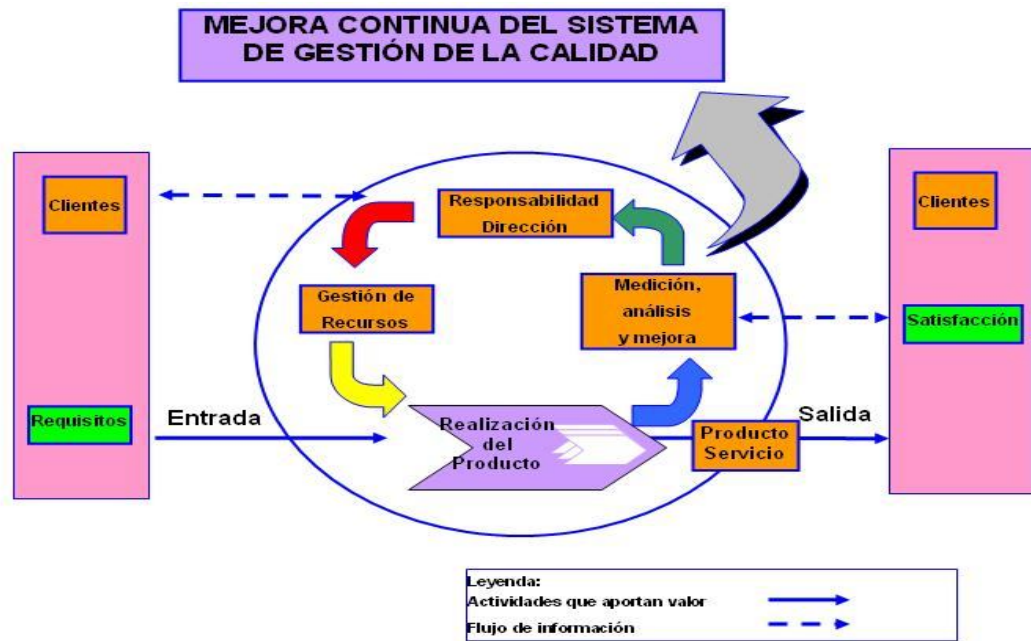 MEJORA CONTINUA DEL SISTEMA
DE GESTIÓN DE LA CALIDAD
Clientes
Responsabilidad
Dirección
Clientes
Gestión de
Recursos
Medición,
análisis
y mejora
Satisfacción
Requisitos
Entrada
Realización
del
Producto
Producto
Servicio
Salida
Leyenda:
Actividades que aportan valor
Flujo de información